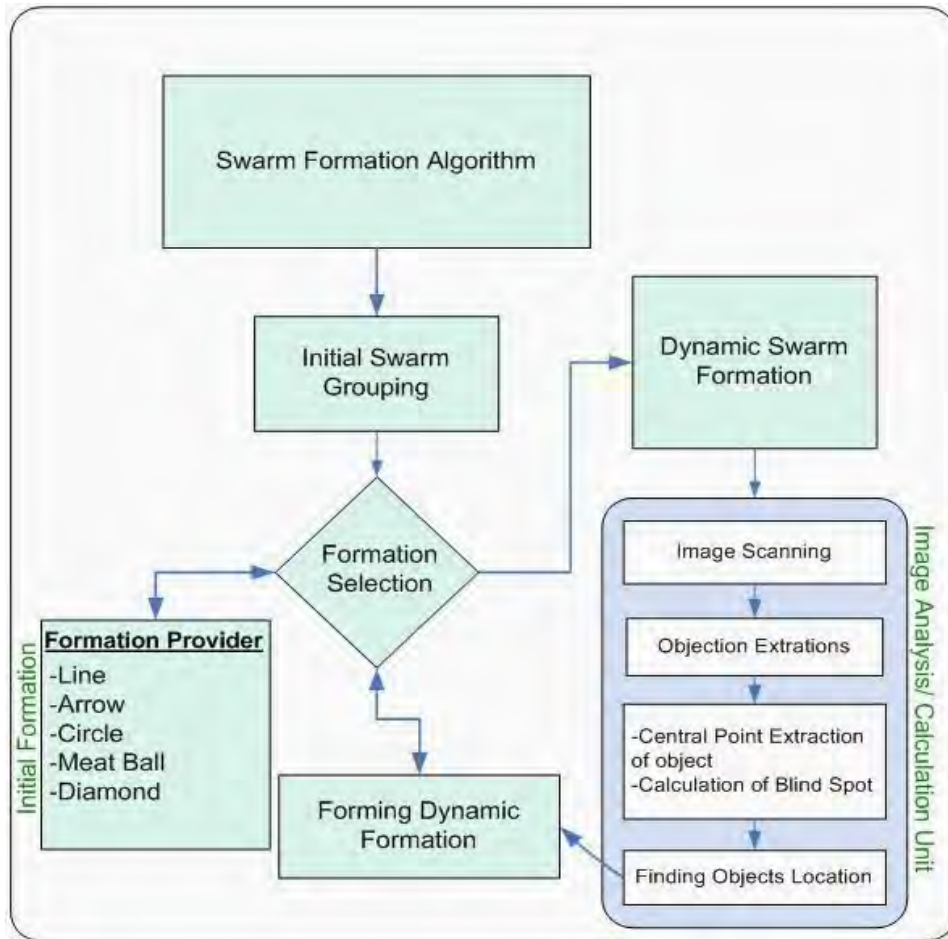 Swarm Formation Algorithm
Initial Swarm
Grouping
Dynamic Swarm
Formation
Formation
Selection
Image Scanning
Objection Extrations
-Central Point Extraction
of object
-Calculation of Blind Spot
Finding Objects Location
Image Analysis/ Calculation Unit
Initial Formation
Formation Provider
-Line
-Arrow
-Circle
-Meat Ball
-Diamond
Forming Dynamic
Formation